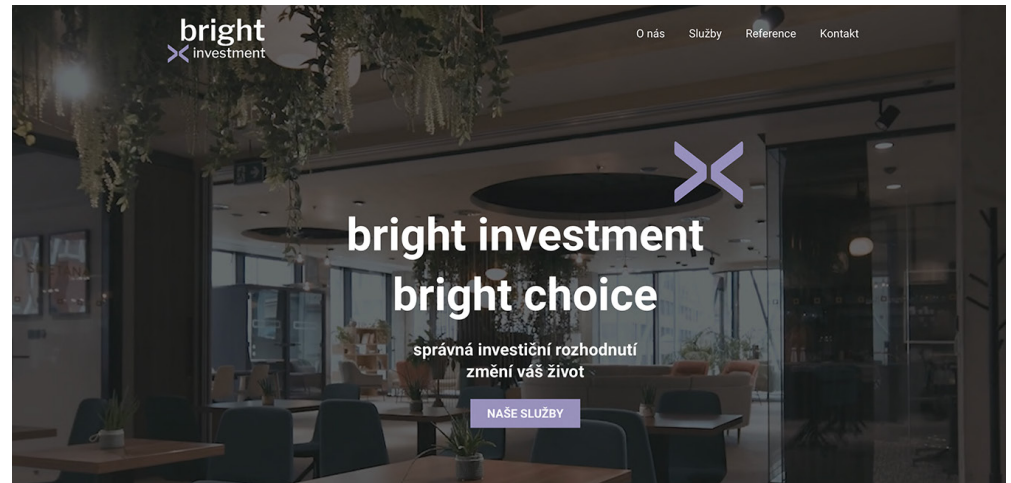 bright
investment
O nás
Služby
Reference
Kontakt
bright investment
bright choice
správná investiční rozhodnutí
změní váš život
NAŠE SLUŽBY